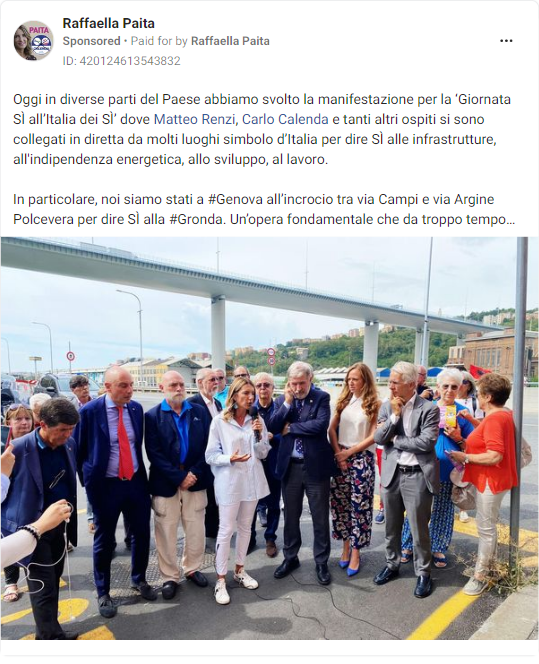 Raffaella Paita
Sponsored • Paid for by Raffaella Paita
ID: 420124613543832
Oggi in diverse parti del Paese abbiamo svolto la manifestazione per la ‘Giornata
SÌ all’Italia dei SÌ’ dove Matteo Renzi, Carlo Calenda e tanti altri ospiti si sono
collegati in diretta da molti luoghi simbolo d’Italia per dire SÌ alle infrastrutture,
all'indipendenza energetica, allo sviluppo, al lavoro.
In particolare, noi siamo stati a #Genova all’incrocio tra via Campi e via Argine
Polcevera per dire SÌ alla #Gronda. Un’opera fondamentale che da troppo tempo...
PAITA
CALENDA